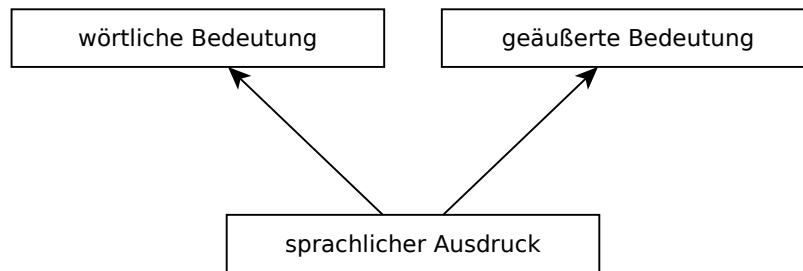 wörtliche Bedeutung
geäußerte Bedeutung
sprachlicher Ausdruck